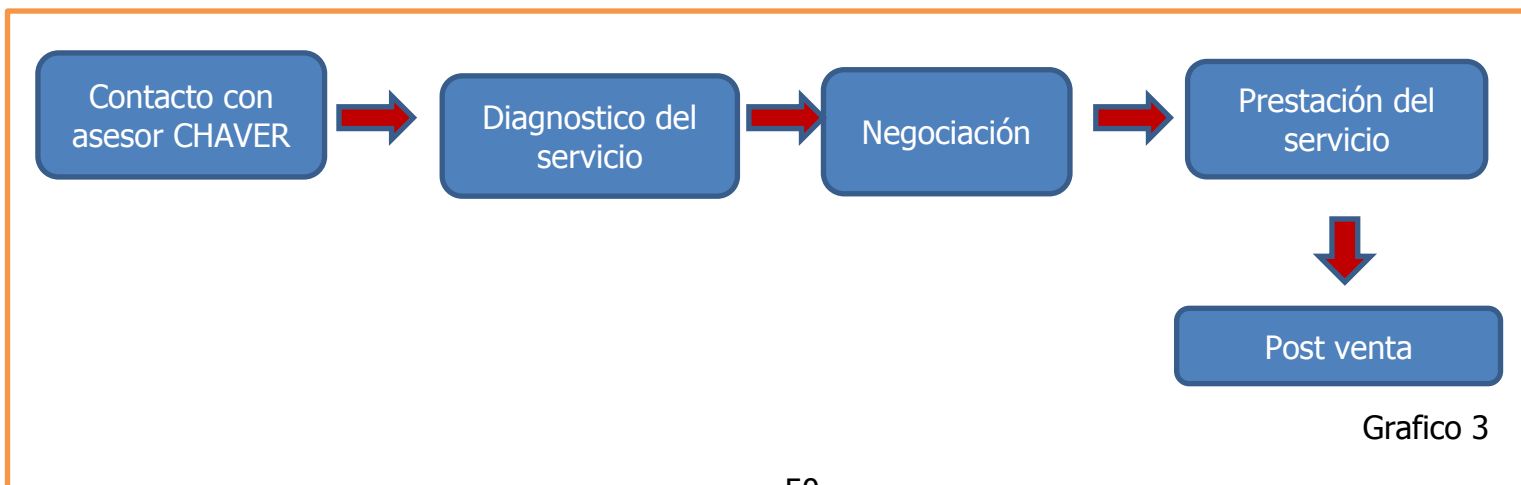 Contacto con
asesor CHAVER
Diagnostico del
servicio
Negociación
Prestación del
servicio
Post venta
Grafico 3